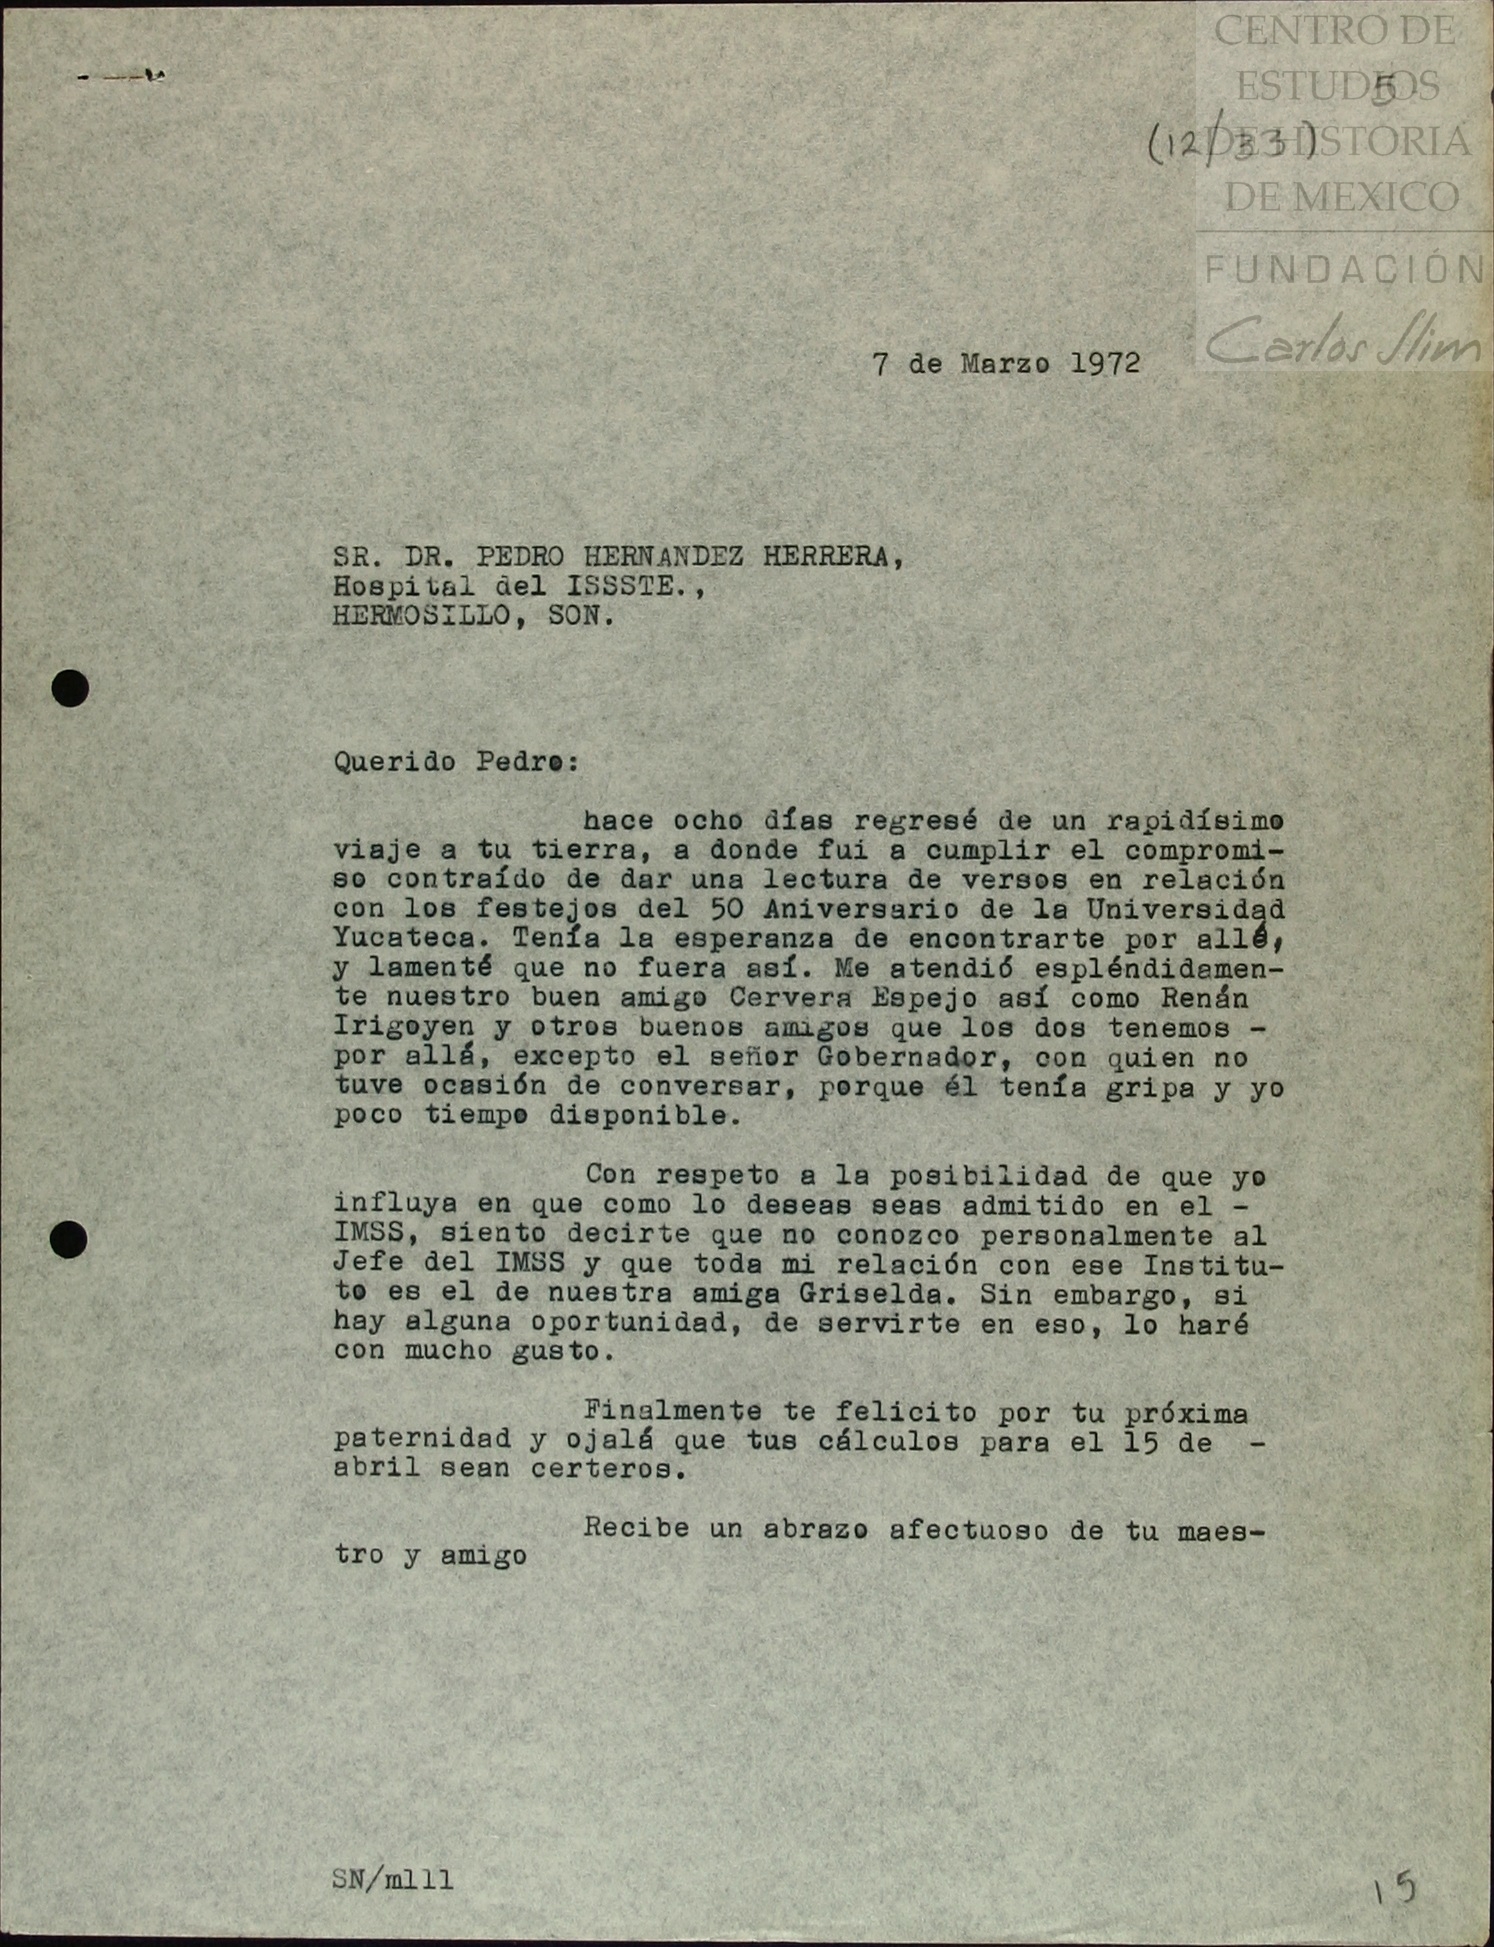 CENTRO DE
ESTUDIOS
5
DE HISTORIA
(12/33)
DE MEXICO
FUNDACIÓN
Carlos Slim
7 de Marzo 1972
SR. DR. PEDRO HERNANDEZ HERRERA,
Hospital del ISSSTE.,
HERMOSILLO, SON.
Querido Pedro:
hace ocho días regresé de un rapidísimo
viaje a tu tierra, a donde fui a cumplir el compromi-
so contraído de dar una lectura de versos en relación
con los festejos del 50 Aniversario de la Universidad
Yucateca. Tenía la esperanza de encontrarte por allá,
y lamenté que no fuera así. Me atendió espléndidamen-
te nuestro buen amigo Cervera Espejo así como Renán
Irigoyen y otros buenos amigos que los dos tenemos -
por allá, excepto el señor Gobernador, con quien no
tuve ocasión de conversar, porque él tenía gripa y yo
poco tiempo disponible.
Con respeto a la posibilidad de que yo
influya en que como lo deseas seas admitido en el -
IMSS, siento decirte que no conozco personalmente al
Jefe del IMSS y que toda mi relación con ese Institu-
to es el de nuestra amiga Griselda. Sin embargo, si
hay alguna oportunidad, de servirte en eso, lo haré
con mucho gusto.
Finalmente te felicito por tu próxima
paternidad y ojalá que tus cálculos para el 15 de -
abril sean certeros.
Recibe un abrazo afectuoso de tu maes-
tro y amigo
SN/mlll
15